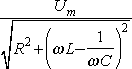 U_m
√(R² + (ωL − 1/ωC)²)